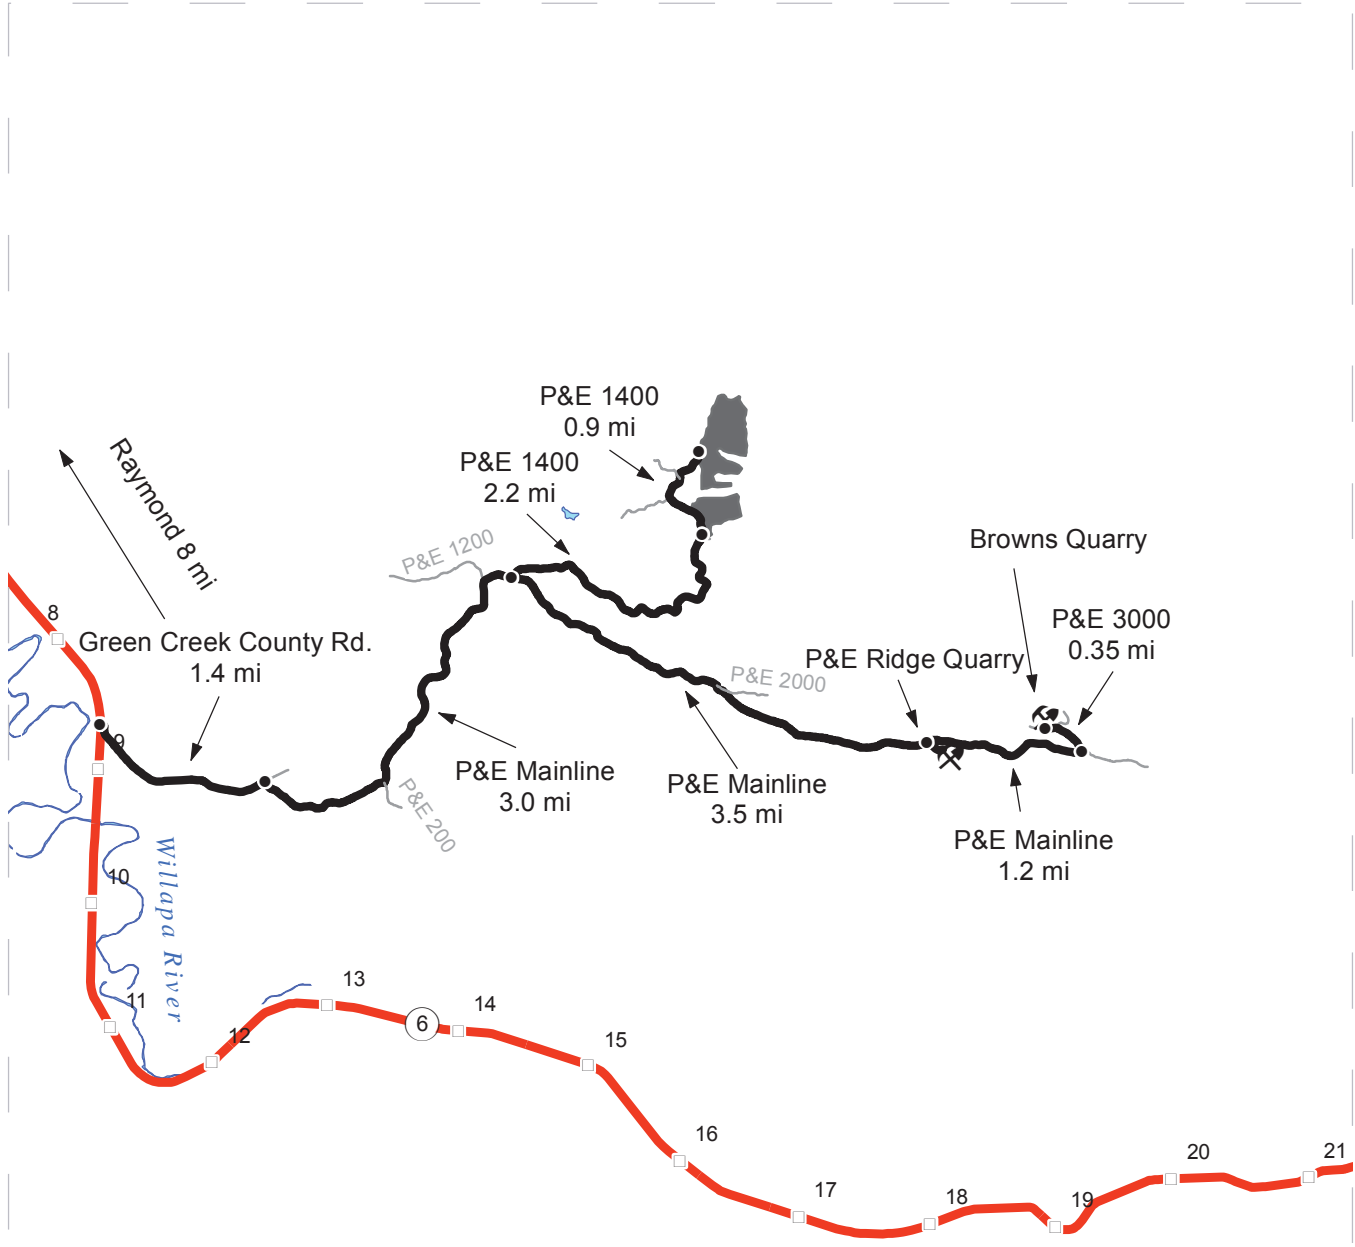 P&E 1400
0.9 mi
P&E 1400
2.2 mi
Raymond 8 mi
P&E 1200
Browns Quarry
8
Green Creek County Rd.
1.4 mi
P&E 3000
0.35 mi
P&E Ridge Quarry
P&E 2000
9
P&E Mainline
3.0 mi
P&E Mainline
3.5 mi
P&E 200
P&E Mainline
1.2 mi
10
Willapa River
11
12
13
6
14
15
16
17
18
19
20
21